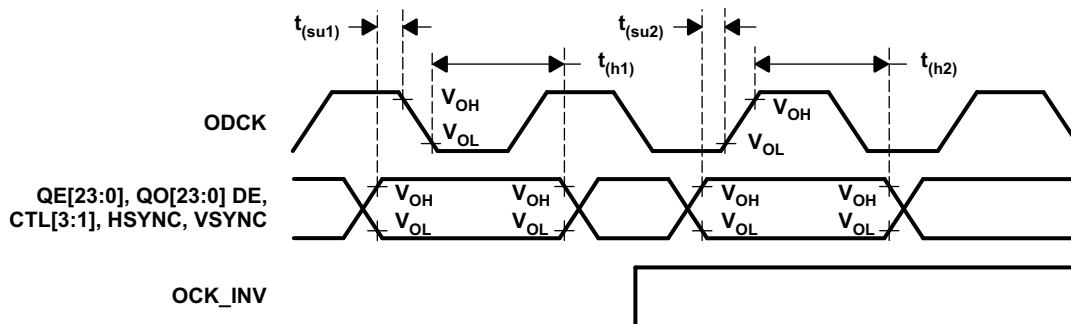 t(su1)
t(su2)
t(h1)
t(h2)
VOH
VOH
ODCK
VOL
VOL
QE[23:0], QO[23:0] DE,
CTL[3:1], HSYNC, VSYNC
VOH
VOH
VOH
VOH
VOL
VOL
VOL
VOL
OCK_INV